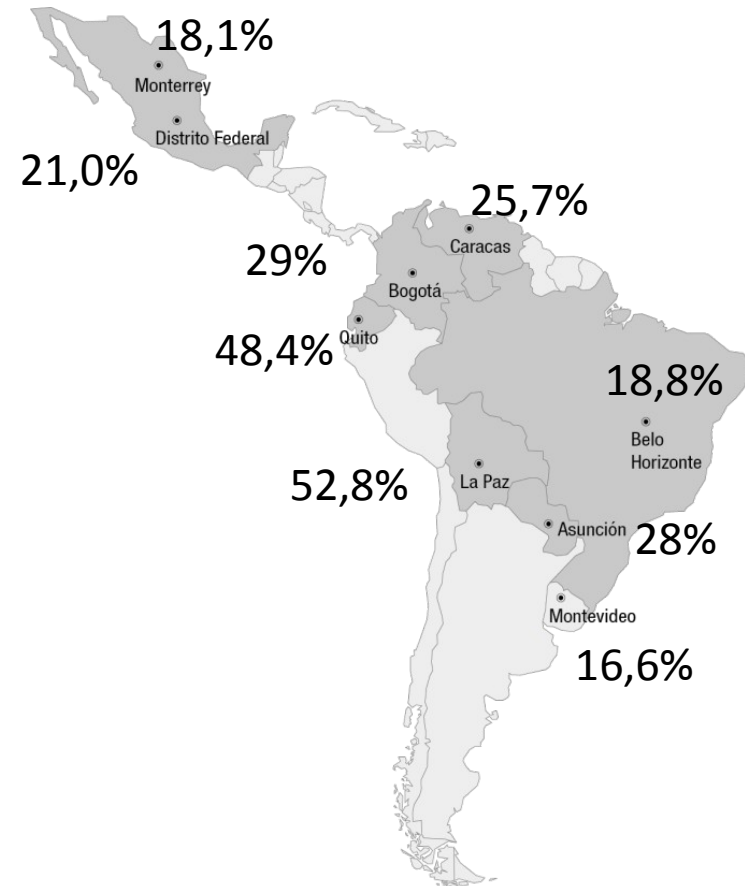 18,1%
Monterrey
Distrito Federal
21,0%
25,7%
Caracas
29%
Bogotá
Quito
48,4%
18,8%
Belo
Horizonte
52,8%
La Paz
Asunción
28%
Montevideo
16,6%